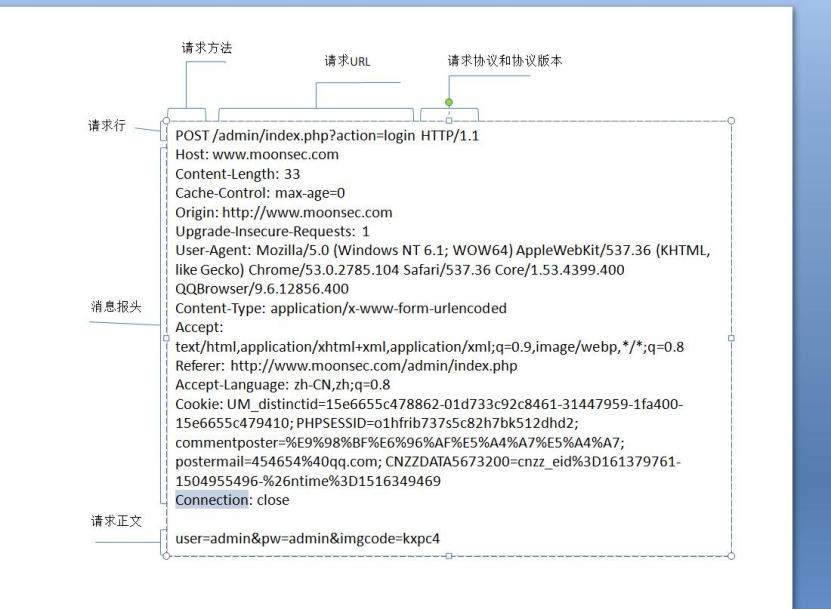 请求方法
请求URL
请求协议和协议版本
请求行
POST /admin/index.php?action=login HTTP/1.1
Host: www.moonsec.com
Content-Length: 33
Cache-Control: max-age=0
Origin: http://www.moonsec.com
Upgrade-Insecure-Requests: 1
User-Agent: Mozilla/5.0 (Windows NT 6.1; WOW64) AppleWebKit/537.36 (KHTML,
like Gecko) Chrome/53.0.2785.104 Safari/537.36 Core/1.53.4399.400
QQBrowser/9.6.12856.400
消息报头
Content-Type: application/x-www-form-urlencoded
Accept:
text/html,application/xhtml+xml,application/xml;q=0.9,image/webp,*/*;q=0.8
Referer: http://www.moonsec.com/admin/index.php
Accept-Language: zh-CN,zh;q=0.8
Cookie: UM_distinctid=15e6655c478862-01d733c92c8461-31447959-1fa400-
15e6655c479410; PHPSESSID=o1hfrib737s5c82h7bk512dhd2;
commentposter=%E9%98%BF%E6%96%AF%E5%A4%A7%E5%A4%A7;
postermail=454654%40qq.com; CNZZDATA5673200=cnzz_eid%3D161379761-
1504955496-%26ntime%3D1516349469
Connection: close
请求正文
user=admin&pw=admin&imgcode=kxpc4